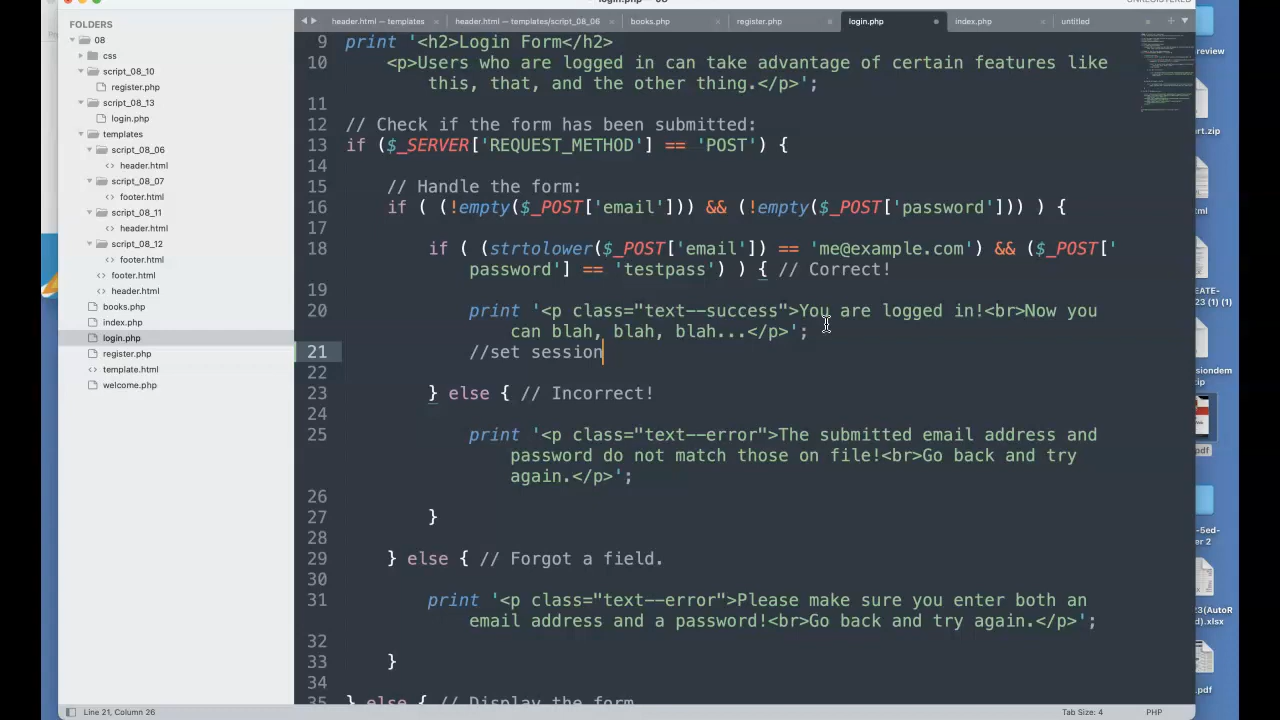 login.php — 08
UNREGISTERED
header.html — templates
header.html — templates/script_08_06
books.php
register.php
login.php
index.php
untitled
FOLDERS
08
css
script_08_10
register.php
script_08_13
login.php
templates
script_08_06
header.html
script_08_07
footer.html
script_08_11
header.html
script_08_12
footer.html
footer.html
header.html
books.php
index.php
login.php
register.php
template.html
welcome.php
9 print '<h2>Login Form</h2>
10 <p>Users who are logged in can take advantage of certain features like
this, that, and the other thing.</p>';
11
12 // Check if the form has been submitted:
13 if ($_SERVER['REQUEST_METHOD'] == 'POST') {
14
15 // Handle the form:
16 if ( (!empty($_POST['email'])) && (!empty($_POST['password'])) ) {
17
18 if ( (strtolower($_POST['email']) == 'me@example.com') && ($_POST['
password'] == 'testpass') ) { // Correct!
19
20 print '<p class="text--success">You are logged in!<br>Now you
can blah, blah, blah...</p>';
21 //set session
22
23 } else { // Incorrect!
24
25 print '<p class="text--error">The submitted email address and
password do not match those on file!<br>Go back and try
again.</p>';
26
27 }
28
29 } else { // Forgot a field.
30
31 print '<p class="text--error">Please make sure you enter both an
email address and a password!<br>Go back and try again.</p>';
32
33 }
34
35 } else { // Display the form
Line 21, Column 26
Tab Size: 4
PHP